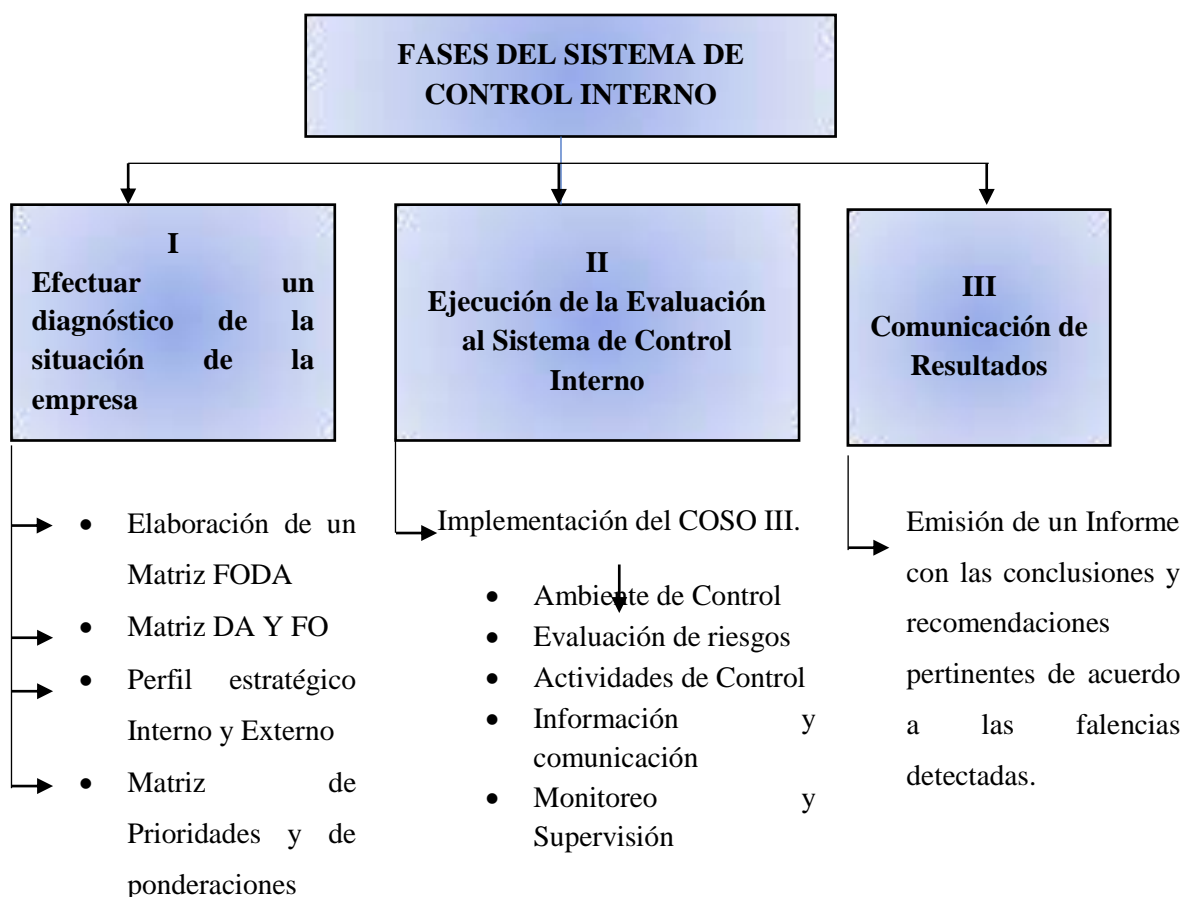 FASES DEL SISTEMA DE
CONTROL INTERNO
I
Efectuar un
diagnóstico de la
situación de la
empresa
II
Ejecución de la Evaluación
al Sistema de Control
Interno
III
Comunicación de
Resultados
• Elaboración de un
Matriz FODA
• Matriz DA Y FO
• Perfil estratégico
Interno y Externo
• Matriz de
Prioridades y de
ponderaciones
Implementación del COSO III.
• Ambiente de Control
• Evaluación de riesgos
• Actividades de Control
• Información y
comunicación
• Monitoreo y
Supervisión
Emisión de un Informe
con las conclusiones y
recomendaciones
pertinentes de acuerdo
a las falencias
detectadas.